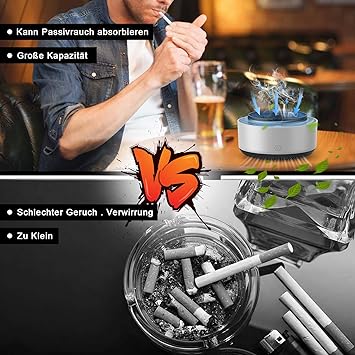 Kann Passivrauch absorbieren
Große Kapazität
VS
Schlechter Geruch . Verwirrung
Zu Klein